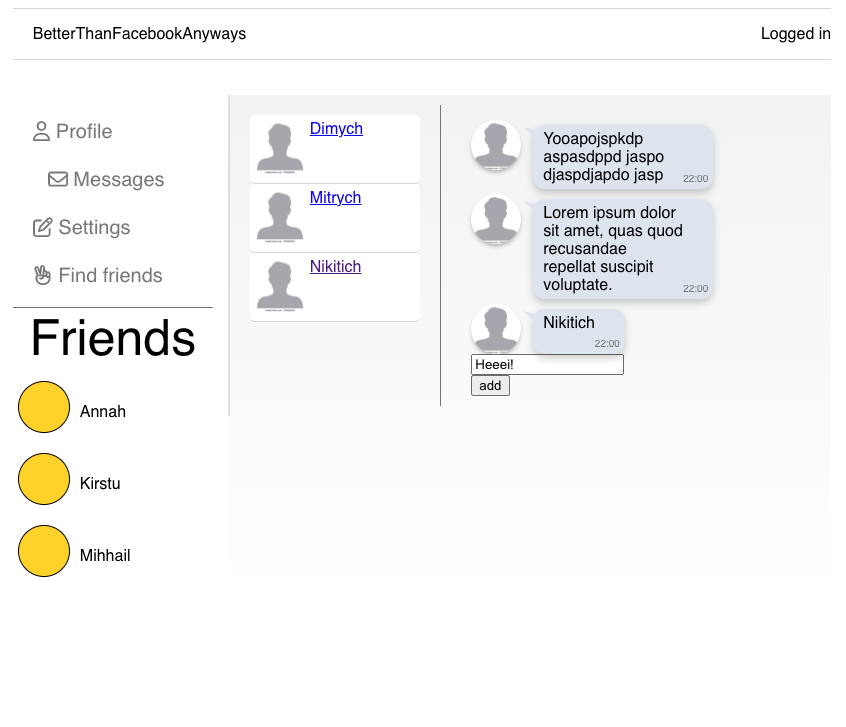 BetterThanFacebookAnyways
Logged in
Profile
Messages
Settings
Find friends
Friends
Annah
Kirstu
Mihhail
Dimych
Mitrych
Nikitich
Yooapojspkdp
aspasdppd jaspo
djaspdjapdo jasp
22:00
Lorem ipsum dolor
sit amet, quas quod
recusandae
repellat suscipit
voluptate.
22:00
Nikitich
22:00
Heeei!
add